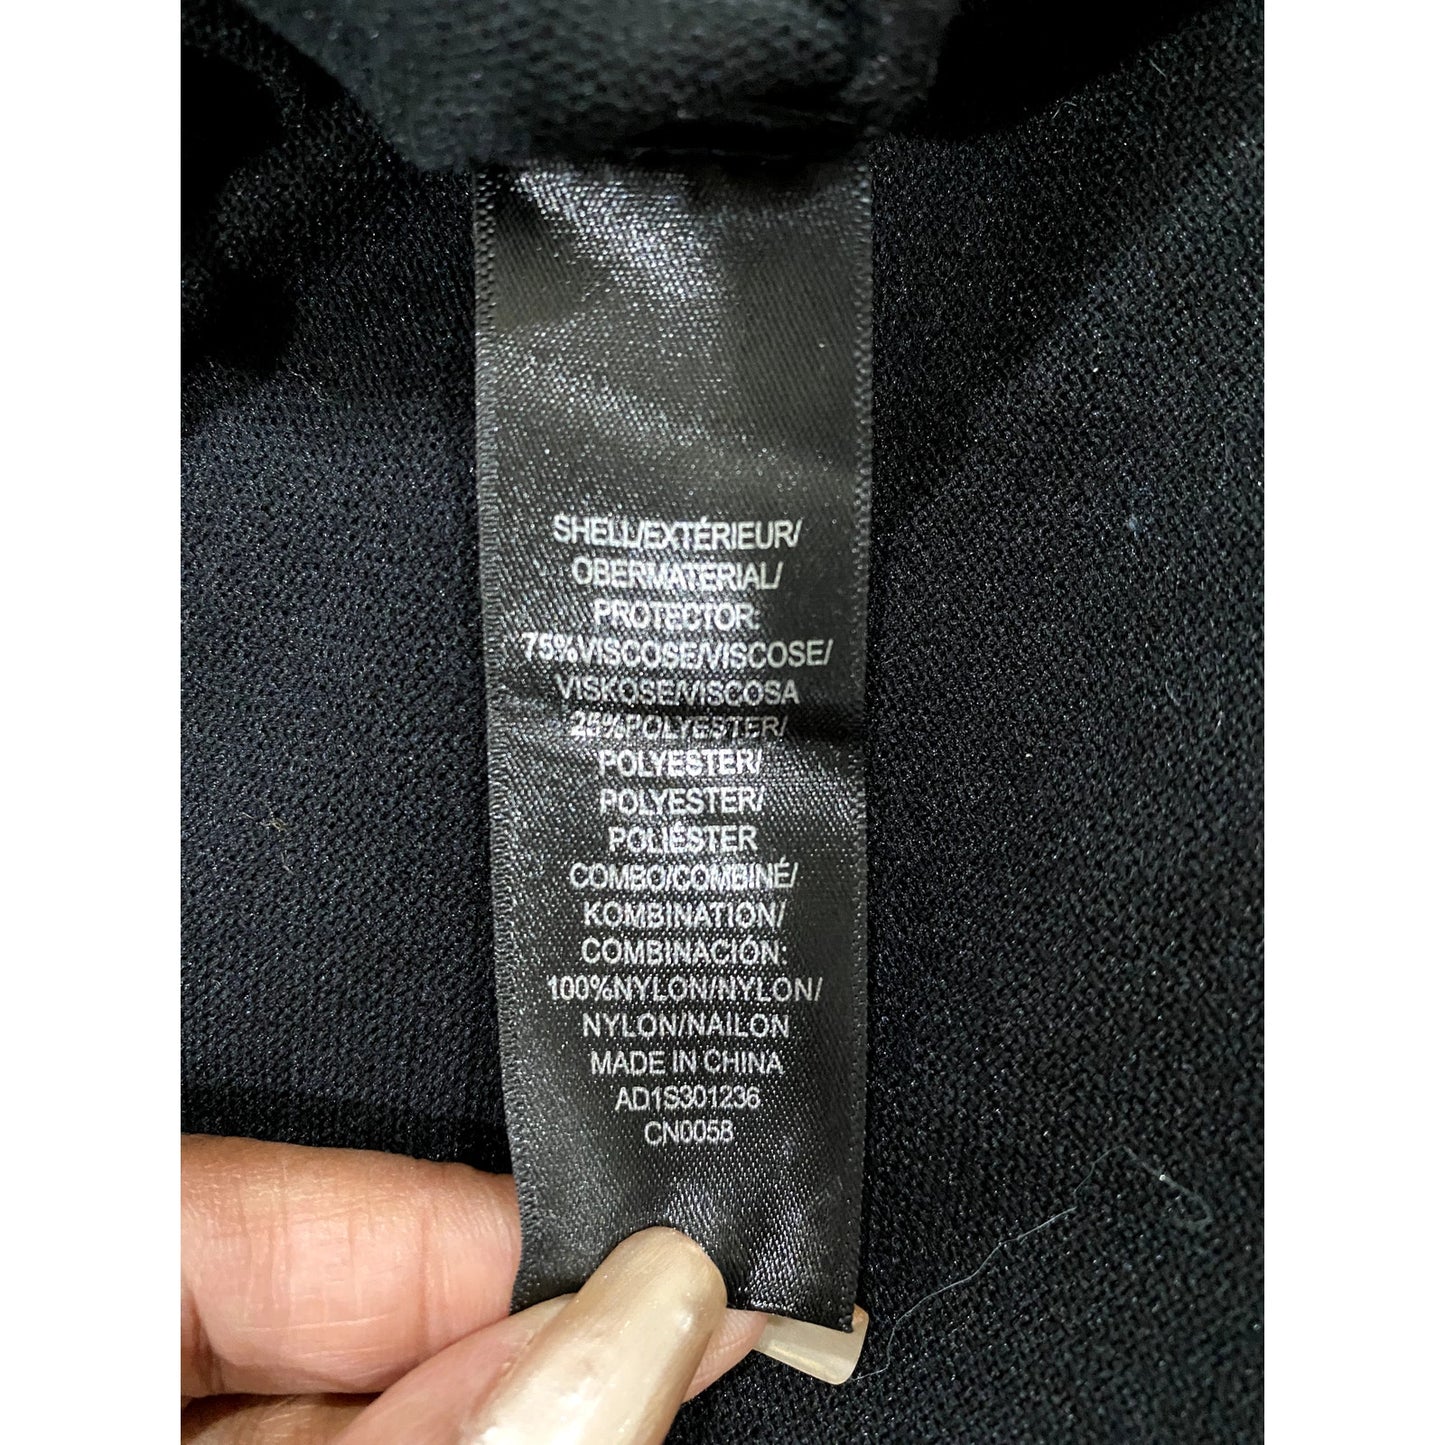 SHELL/EXTÉRIEUR/
OBERMATERIAL/
PROTECTOR:
75%VISCOSE/VISCOSE/
VISKOSE/VISCOSA
25%POLYESTER/
POLYESTER/
POLYESTER/
POLIÉSTER
COMBO/COMBINÉ/
KOMBINATION/
COMBINACIÓN:
100%NYLON/NYLON/
NYLON/NAILON
MADE IN CHINA
AD1S301236
CN0058